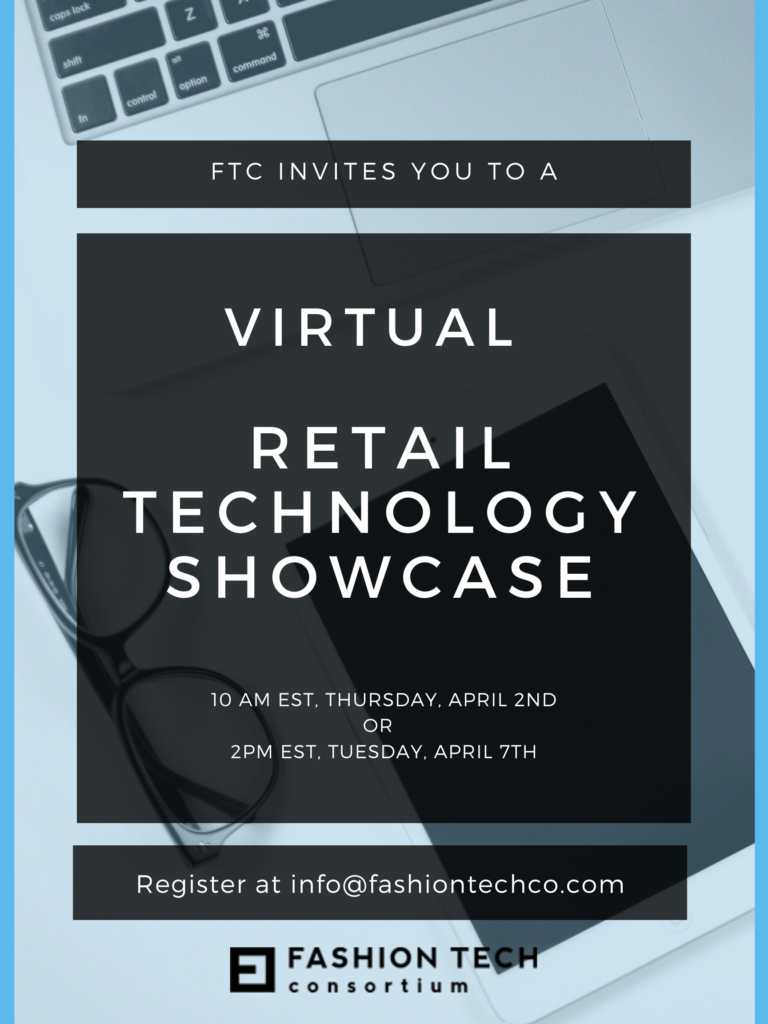 caps lock
Z
shift
⌘
alt
fn
control
option
command
FTC INVITES YOU TO A
VIRTUAL
RETAIL
TECHNOLOGY
SHOWCASE
10 AM EST, THURSDAY, APRIL 2ND
OR
2PM EST, TUESDAY, APRIL 7TH
Register at info@fashiontechco.com
FASHION TECH
consortium